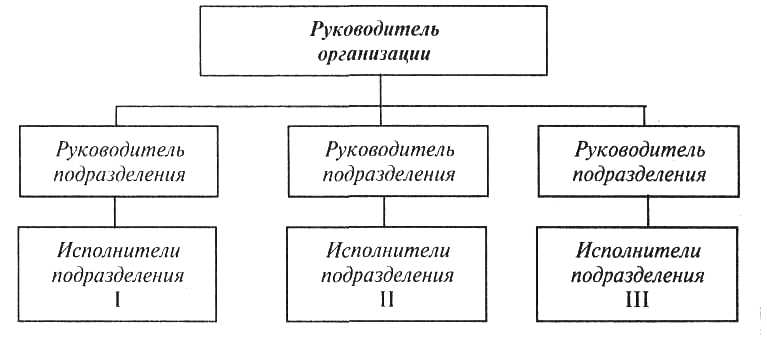 Руководитель
организации
Руководитель
подразделения
Руководитель
подразделения
Руководитель
подразделения
Исполнители
подразделения
I
Исполнители
подразделения
II
Исполнители
подразделения
III